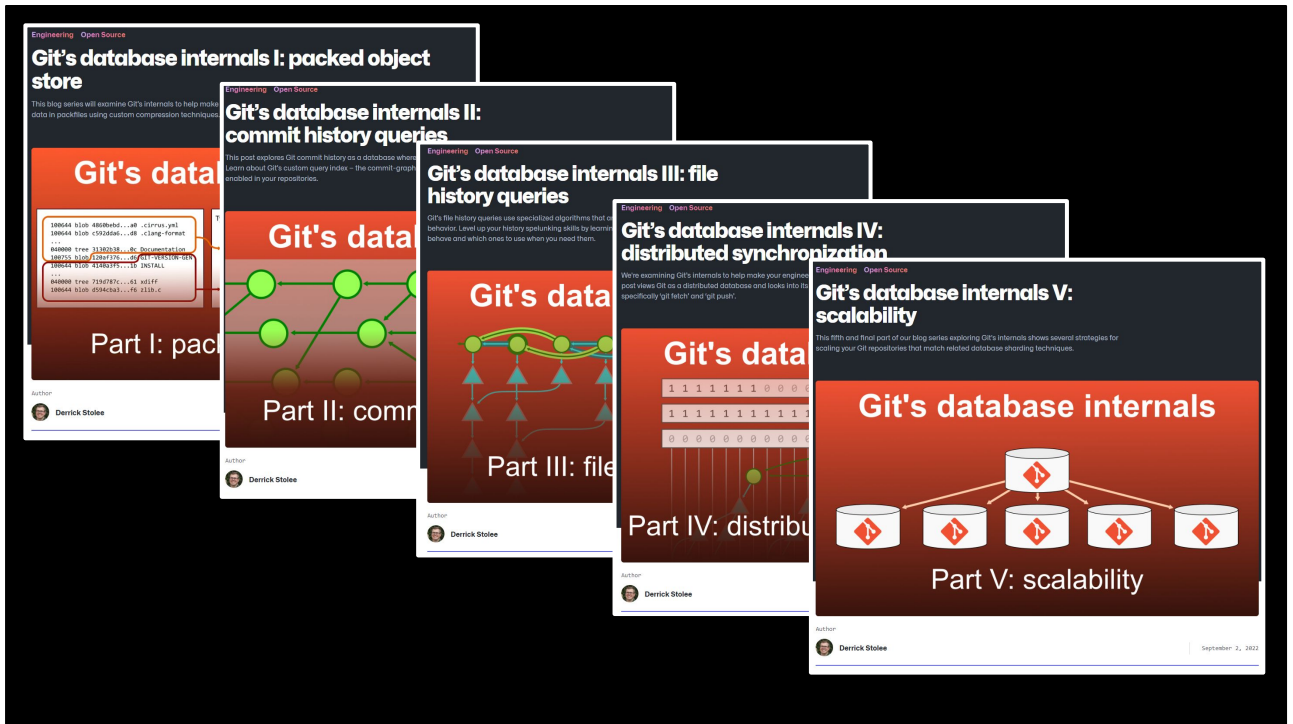 Engineering Open Source
Git's database internals I: packed object
store
This blog series will examine Git's internals to help make
data in packfiles using custom compression techniques.
Git's data
100644 blob 4860bebd...a0 .cirrus.yml
100644 blob c592dda6...d8 .clang-format
...
040000 tree 31302b38...0c Documentation
100755 blob 120af376...d6 GIT-VERSION-GEN
100644 blob 4140a3f5...1b INSTALL
...
040000 tree 719d787c...61 xdiff
100644 blob d594cba3...f6 zlib.c
Part I: pac
Author
Derrick Stolee
Engineering Open Source
Git's database internals II:
commit history queries
This post explores Git commit history as a database where
Learn about Git's custom query index – the commit-graph
enabled in your repositories.
Git's data
Part II: comm
Author
Derrick Stolee
Engineering Open Source
Git's database internals III: file
history queries
Git's file history queries use specialized algorithms that
behavior. Level up your history spelunking skills by
behave and which ones to use when you need them.
Git's data
Part III: file
Author
Derrick Stolee
Engineering Open Source
Git's database internals IV:
distributed synchronization
We're examining Git's internals to help make your
post views Git as a distributed database and looks into its
specifically 'git fetch' and 'git push'.
Git's data
1 1 1 1 1 1 1 0 0 0
1 1 1 1 1 1 1 1 1 1 1
0 0 0 0 0 0 0 0 0 0
Part IV: distribu
Author
Derrick Stolee
Engineering Open Source
Git's database internals V:
scalability
This fifth and final part of our blog series exploring Git's internals shows several strategies for
scaling your Git repositories that match related database sharding techniques.
Git's database internals
Part V: scalability
Author
Derrick Stolee
September 2, 2022